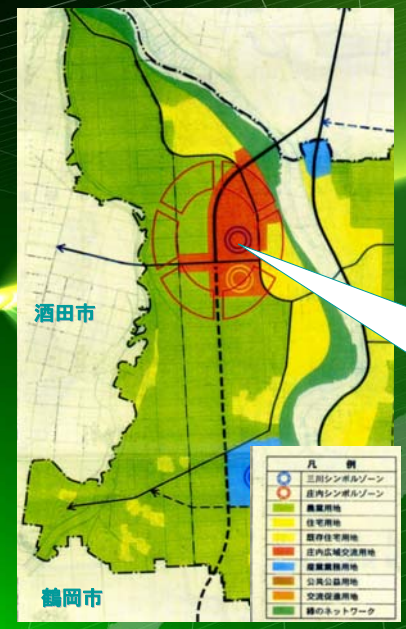 酒田市
鶴岡市
凡例
三川シンボルゾーン
庄内シンボルゾーン
農業用地
住宅用地
既存住宅用地
庄内広域交流用地
産業業務用地
公共公益用地
交流促進用地
緑のネットワーク